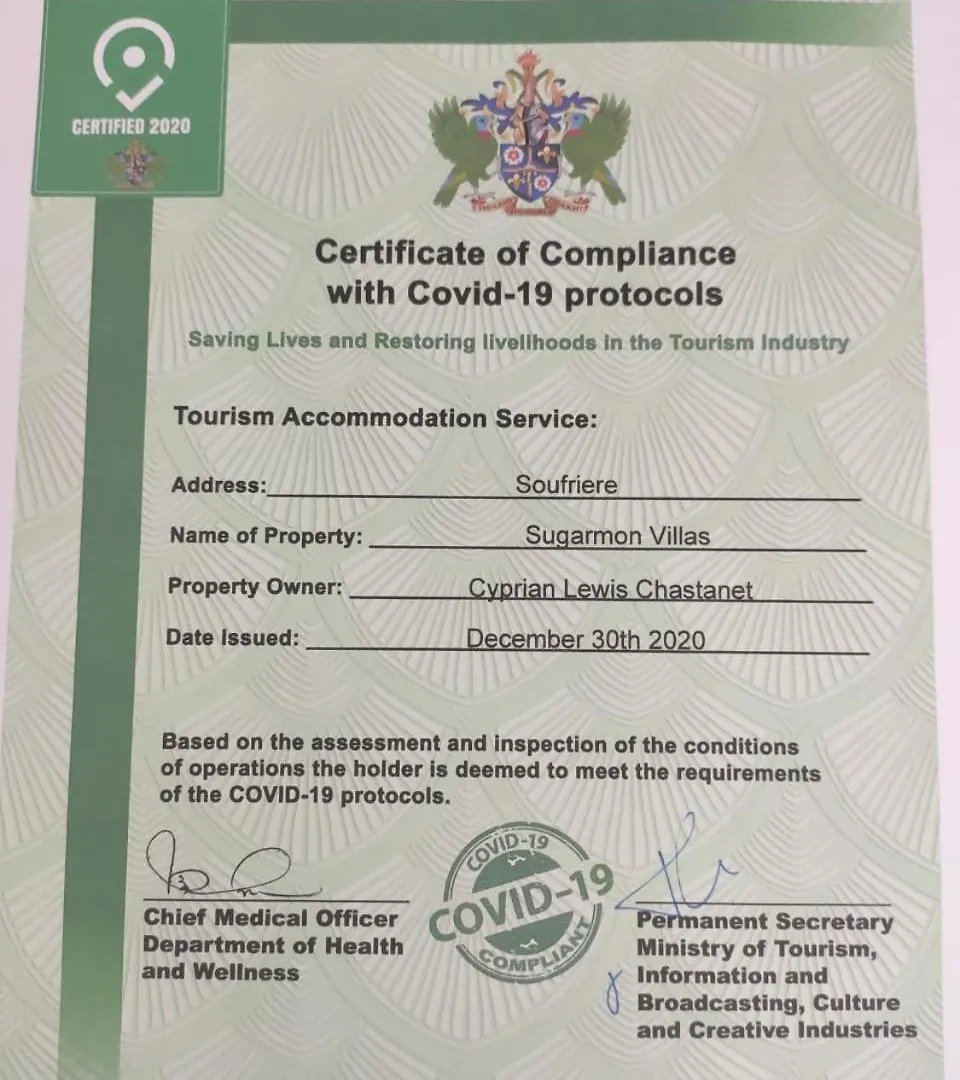 CERTIFIED 2020
Certificate of Compliance
with Covid-19 protocols
Saving Lives and Restoring livelihoods in the Tourism Industry
Tourism Accommodation Service:
Address: Soufriere
Name of Property: Sugarmon Villas
Property Owner: Cyprian Lewis Chastanet
Date Issued: December 30th 2020
Based on the assessment and inspection of the conditions
of operations the holder is deemed to meet the requirements
of the COVID-19 protocols.
COVID-19
COVID-19
COMPLIANT
Chief Medical Officer
Department of Health
and Wellness
Permanent Secretary
Ministry of Tourism,
Information and
Broadcasting, Culture
and Creative Industries